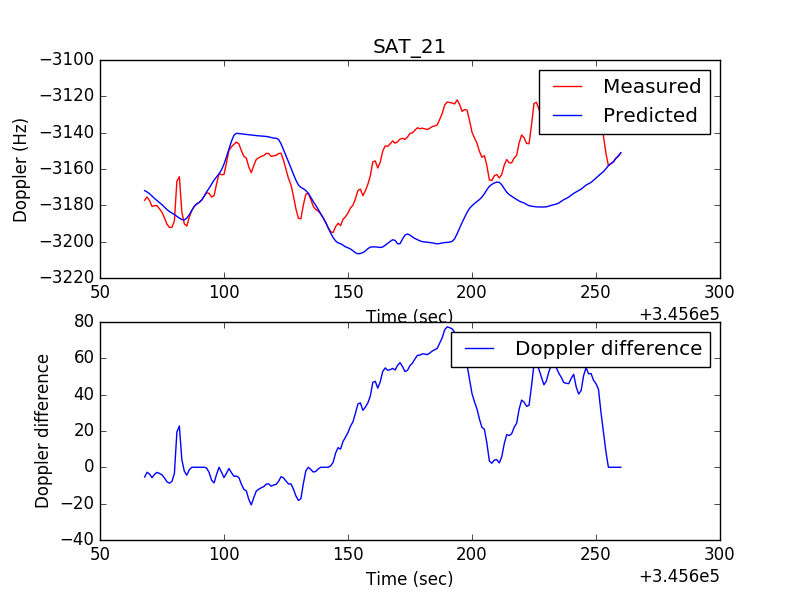 SAT_21
Doppler (Hz)
−3100
−3120
−3140
−3160
−3180
−3200
−3220
Measured
Predicted
50 100 150 200 250 300
Time (sec)
+3.456e5
Doppler difference
80
60
40
20
0
−20
−40
Doppler difference
50 100 150 200 250 300
Time (sec)
+3.456e5